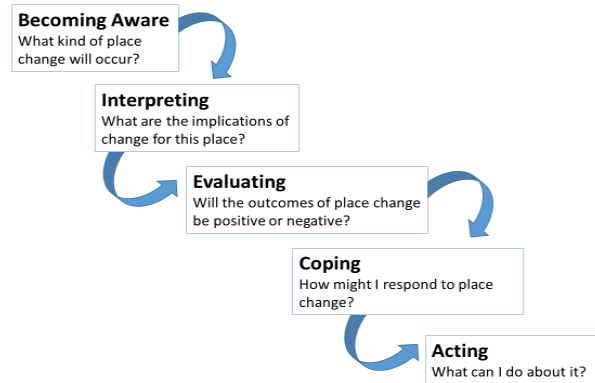 Becoming Aware
What kind of place
change will occur?
Interpreting
What are the implications of
change for this place?
Evaluating
Will the outcomes of place change
be positive or negative?
Coping
How might I respond to place
change?
Acting
What can I do about it?